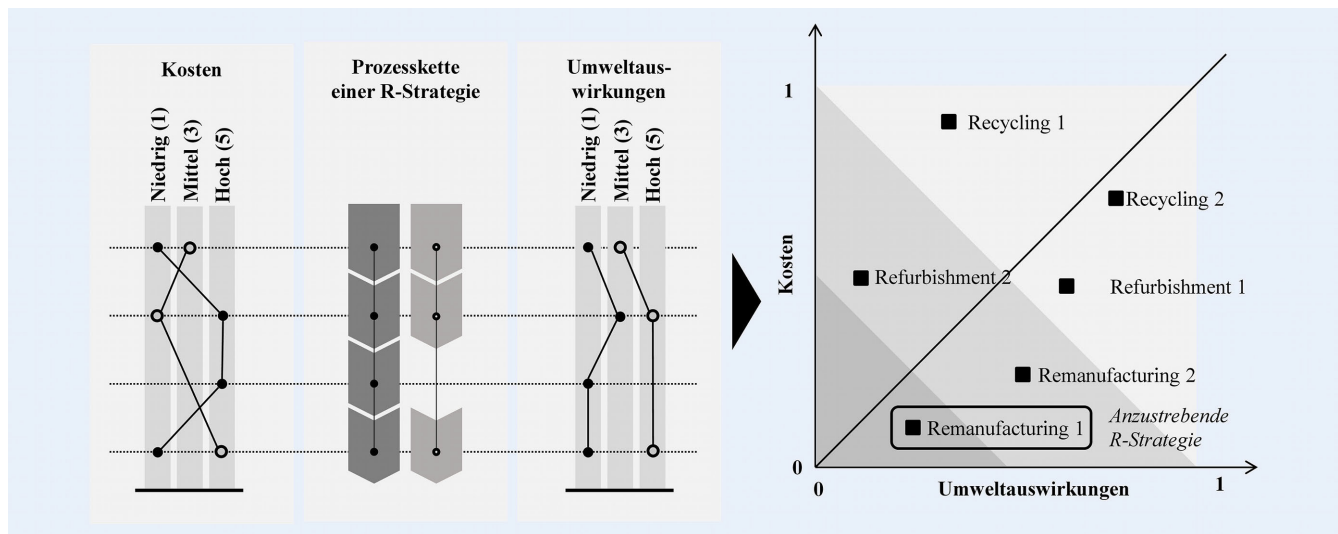 Kosten
Niedrig (1)
Mittel (3)
Hoch (5)
Prozesskette
einer R-Strategie
Umweltaus-
wirkungen
Niedrig (1)
Mittel (3)
Hoch (5)
Kosten
1
0
0
Umweltauswirkungen
1
Recycling 1
Recycling 2
Refurbishment 2
Refurbishment 1
Remanufacturing 2
Remanufacturing 1
Anzustrebende
R-Strategie